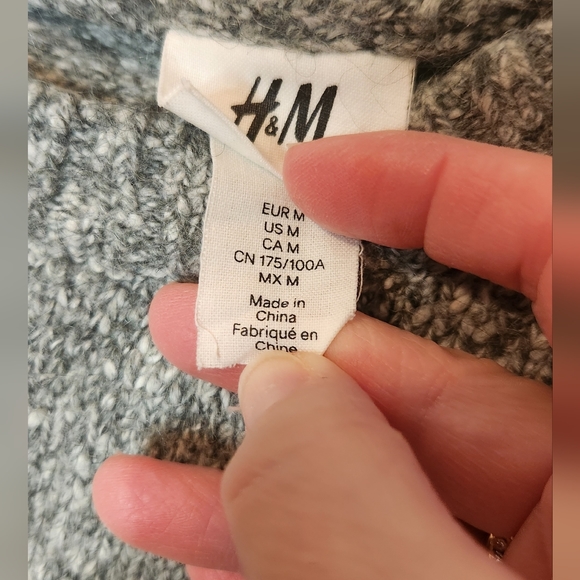 H&M
EUR M
US M
CA M
CN 175/100A
MX M
Made in
China
Fabriqué en
Chine